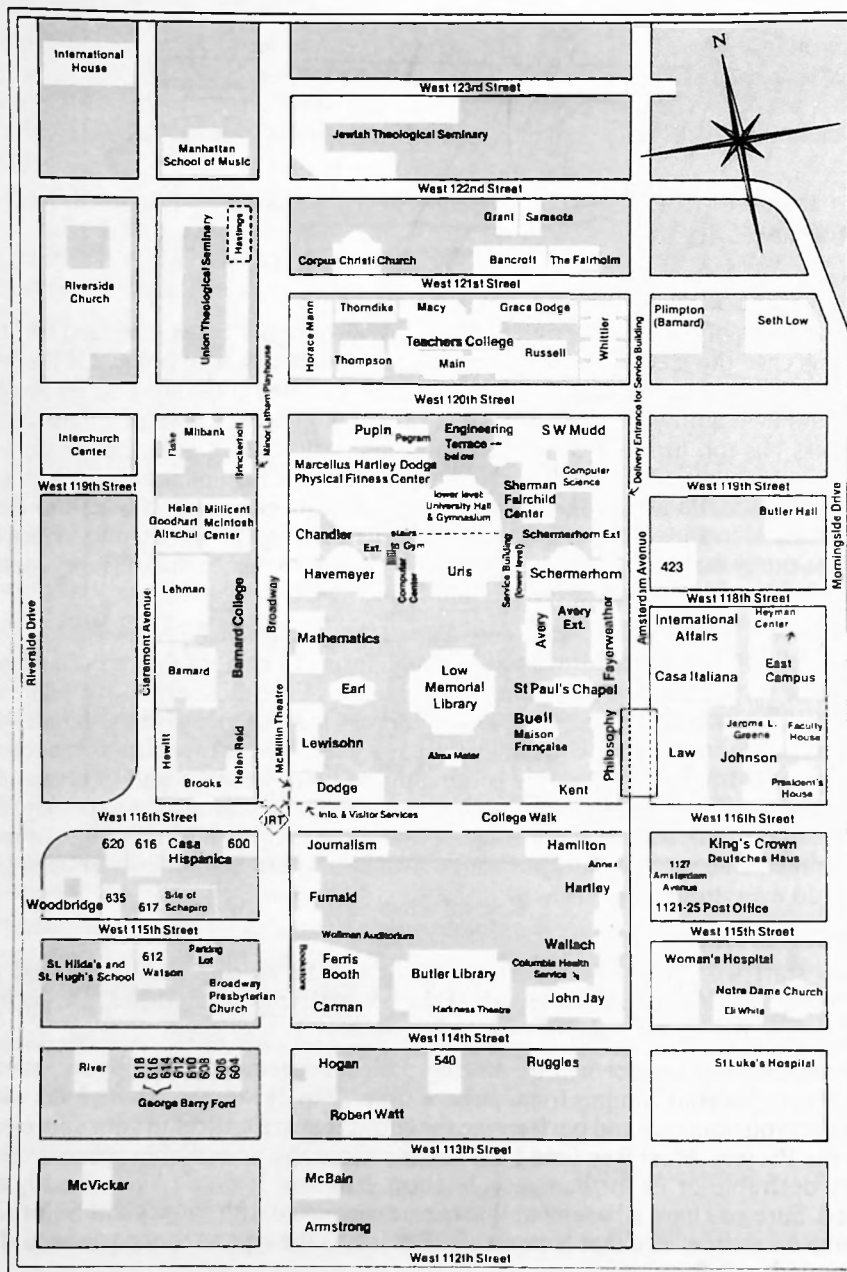 International
House
N
West 123rd Street
Jewish Theological Seminary
Manhattan
School of Music
West 122nd Street
Grant
Sarasota
Hastings
Union Theological Seminary
Corpus Christi Church
Bancroft
The Fairholm
Riverside
Church
West 121st Street
Horace Mann
Thorndike
Macy
Grace Dodge
Whittier
Plimpton
(Barnard)
Seth Low
Teachers College
Thompson
Main
Russell
Minor Latham Playhouse
Delivery Entrance for Service Building
West 120th Street
Interchurch
Center
Milbank
Brinckerhoff
Pupin
Pegram
Engineering
Terrace
below
S W Mudd
Marcellus Hartley Dodge
Physical Fitness Center
Computer
Science
West 119th Street
lower level:
University Hall
& Gymnasium
Sherman
Fairchild
Center
West 119th Street
Helen
Goodhart
Altschul
Millicent
McIntosh
Center
Butler Hall
Chandler
Ext.
stairs
to Gym
Schermerhorn Ext
423
Havemeyer
Computer
Center
Uris
Service Building
(lower level)
Schermerhorn
Lehman
West 118th Street
Riverside Drive
Claremont Avenue
Barnard College
Broadway
Amsterdam Avenue
Morningside Drive
International
Affairs
Heyman
Center
Mathematics
Avery
Avery
Ext.
Fayerweather
Barnard
Casa Italiana
East
Campus
Earl
Low
Memorial
Library
St Paul's Chapel
McMillin Theatre
Buell
Maison
Française
Philosophy
Jerome L.
Greene
Faculty
House
Hewitt
Helen Reid
Lewisohn
Alma Mater
Law
Johnson
Brooks
Dodge
Kent
President's
House
West 116th Street
IRT
Info. & Visitor Services
College Walk
West 116th Street
620
616
Casa
Hispanica
600
Journalism
Hamilton
Annex
King's Crown
Deutsches Haus
1127
Amsterdam
Avenue
Woodbridge
635
617
Site of
Schapiro
Furnald
Hartley
1121-25 Post Office
West 115th Street
Wollman Auditorium
West 115th Street
St. Hilda's and
St. Hugh's School
612
Watson
Parking
Lot
Broadway
Presbyterian
Church
Bookstore
Ferris
Booth
Butler Library
Wallach
Columbia Health
Service
Woman's Hospital
Carman
Harkness Theatre
John Jay
Notre Dame Church
Eli White
West 114th Street
River
618
616
614
612
610
608
606
604
George Barry Ford
Hogan
540
Ruggles
St Luke's Hospital
Robert Watt
West 113th Street
McVickar
McBain
Armstrong
West 112th Street